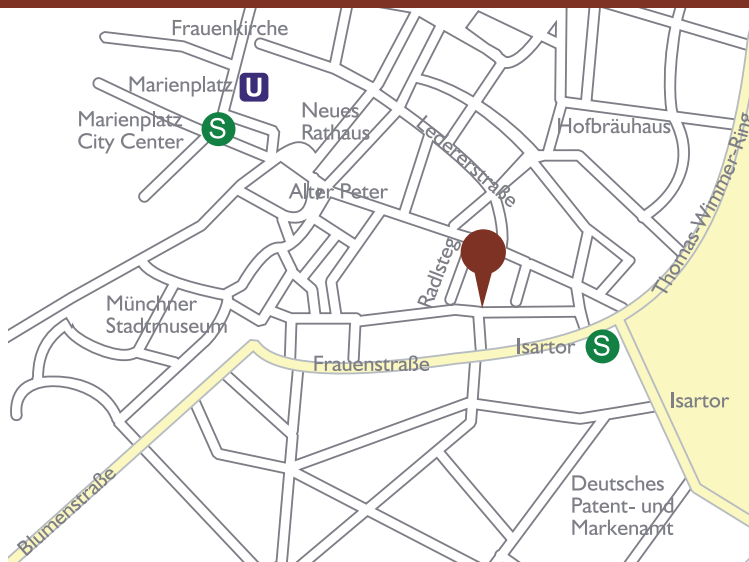 Frauenkirche
Marienplatz
U
Marienplatz
City Center
S
Neues
Rathaus
Ledererstraße
Hofbräuhaus
Thomas-Wimmer-Ring
Alter Peter
Radlsteg
Münchner
Stadtmuseum
Frauenstraße
Isartor
S
Isartor
Blumenstraße
Deutsches
Patent- und
Markenamt